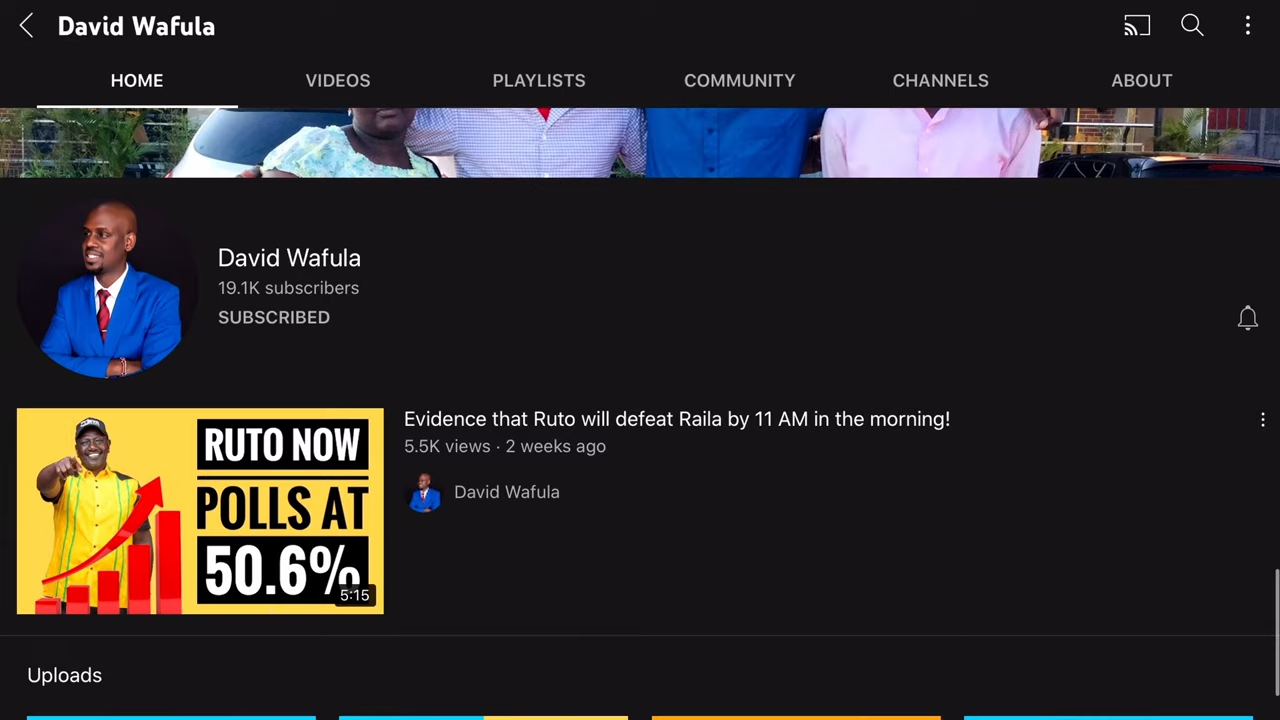 David Wafula
HOME VIDEOS PLAYLISTS COMMUNITY CHANNELS ABOUT
David Wafula
19.1K subscribers
SUBSCRIBED
RUTO NOW
POLLS AT
50.6%
5:15
Evidence that Ruto will defeat Raila by 11 AM in the morning!
5.5K views · 2 weeks ago
David Wafula
Uploads